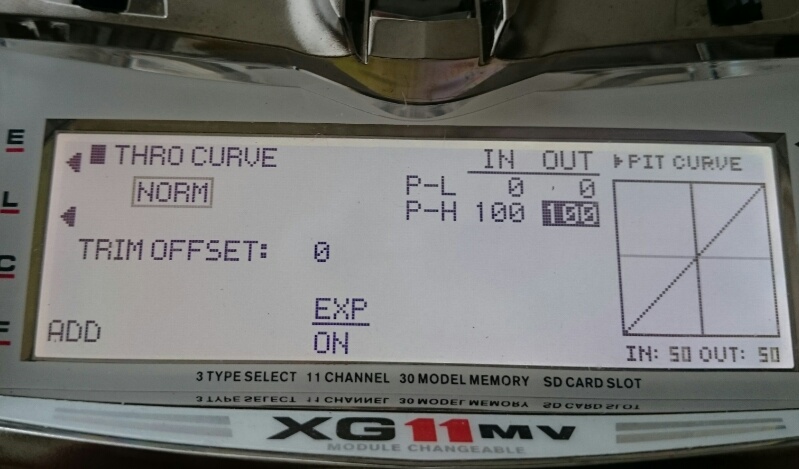 THRO CURVE
IN OUT
▶PIT CURVE
NORM
P-L 0 0
P-H 100 100
TRIM OFFSET: 0
EXP
ADD
ON
IN: 50 OUT: 50
E
L
C
3 TYPE SELECT 11 CHANNEL 30 MODEL MEMORY SD CARD SLOT
XG11MV
MODULE CHANGEABLE